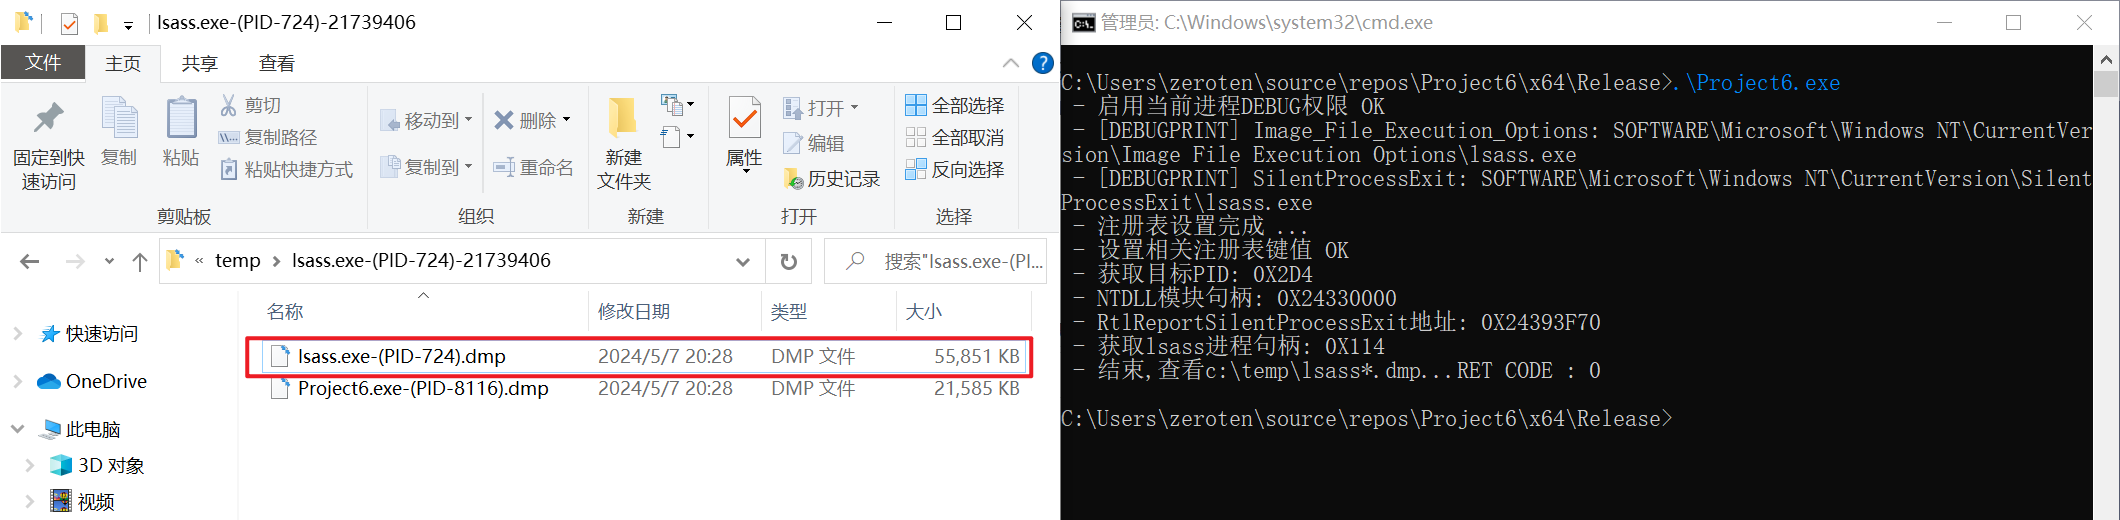 lsass.exe-(PID-724)-21739406
文件 主页 共享 查看
固定到快速访问
复制
粘贴
剪切
复制路径
粘贴快捷方式
剪贴板
移动到
复制到
删除
重命名
组织
新建
文件夹
新建
属性
打开
编辑
历史记录
打开
全部选择
全部取消
反向选择
选择
« temp > lsass.exe-(PID-724)-21739406
搜索"lsass.exe-(PI...
名称 修改日期 类型 大小
lsass.exe-(PID-724).dmp 2024/5/7 20:28 DMP 文件 55,851 KB
Project6.exe-(PID-8116).dmp 2024/5/7 20:28 DMP 文件 21,585 KB
快速访问
OneDrive
此电脑
3D 对象
视频
管理员: C:\Windows\system32\cmd.exe
C:\Users\zeroten\source\repos\Project6\x64\Release>.\Project6.exe
- 启用当前进程DEBUG权限 OK
- [DEBUGPRINT] Image_File_Execution_Options: SOFTWARE\Microsoft\Windows NT\CurrentVer
sion\Image File Execution Options\lsass.exe
- [DEBUGPRINT] SilentProcessExit: SOFTWARE\Microsoft\Windows NT\CurrentVersion\Silent
ProcessExit\lsass.exe
- 注册表设置完成 ...
- 设置相关注册表键值 OK
- 获取目标PID: 0X2D4
- NTDLL模块句柄: 0X24330000
- RtlReportSilentProcessExit地址: 0X24393F70
- 获取lsass进程句柄: 0X114
- 结束,查看c:\temp\lsass*.dmp...RET CODE : 0
C:\Users\zeroten\source\repos\Project6\x64\Release>